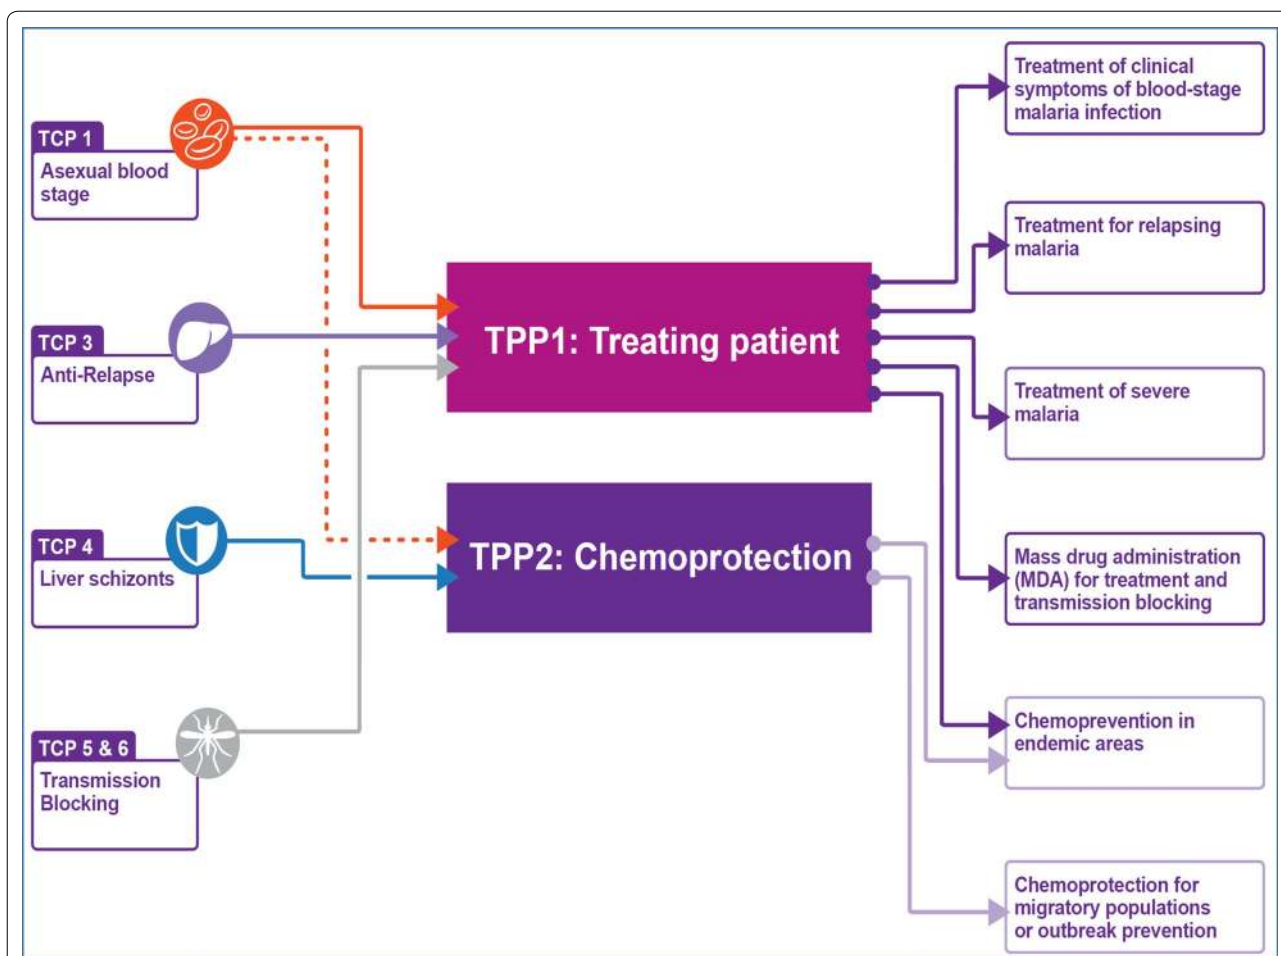 TCP 1
Asexual blood
stage
TCP 3
Anti-Relapse
TCP 4
Liver schizonts
TCP 5 & 6
Transmission
Blocking
TPP1: Treating patient
TPP2: Chemoprotection
Treatment of clinical
symptoms of blood-stage
malaria infection
Treatment for relapsing
malaria
Treatment of severe
malaria
Mass drug administration
(MDA) for treatment and
transmission blocking
Chemoprevention in
endemic areas
Chemoprotection for
migratory populations
or outbreak prevention